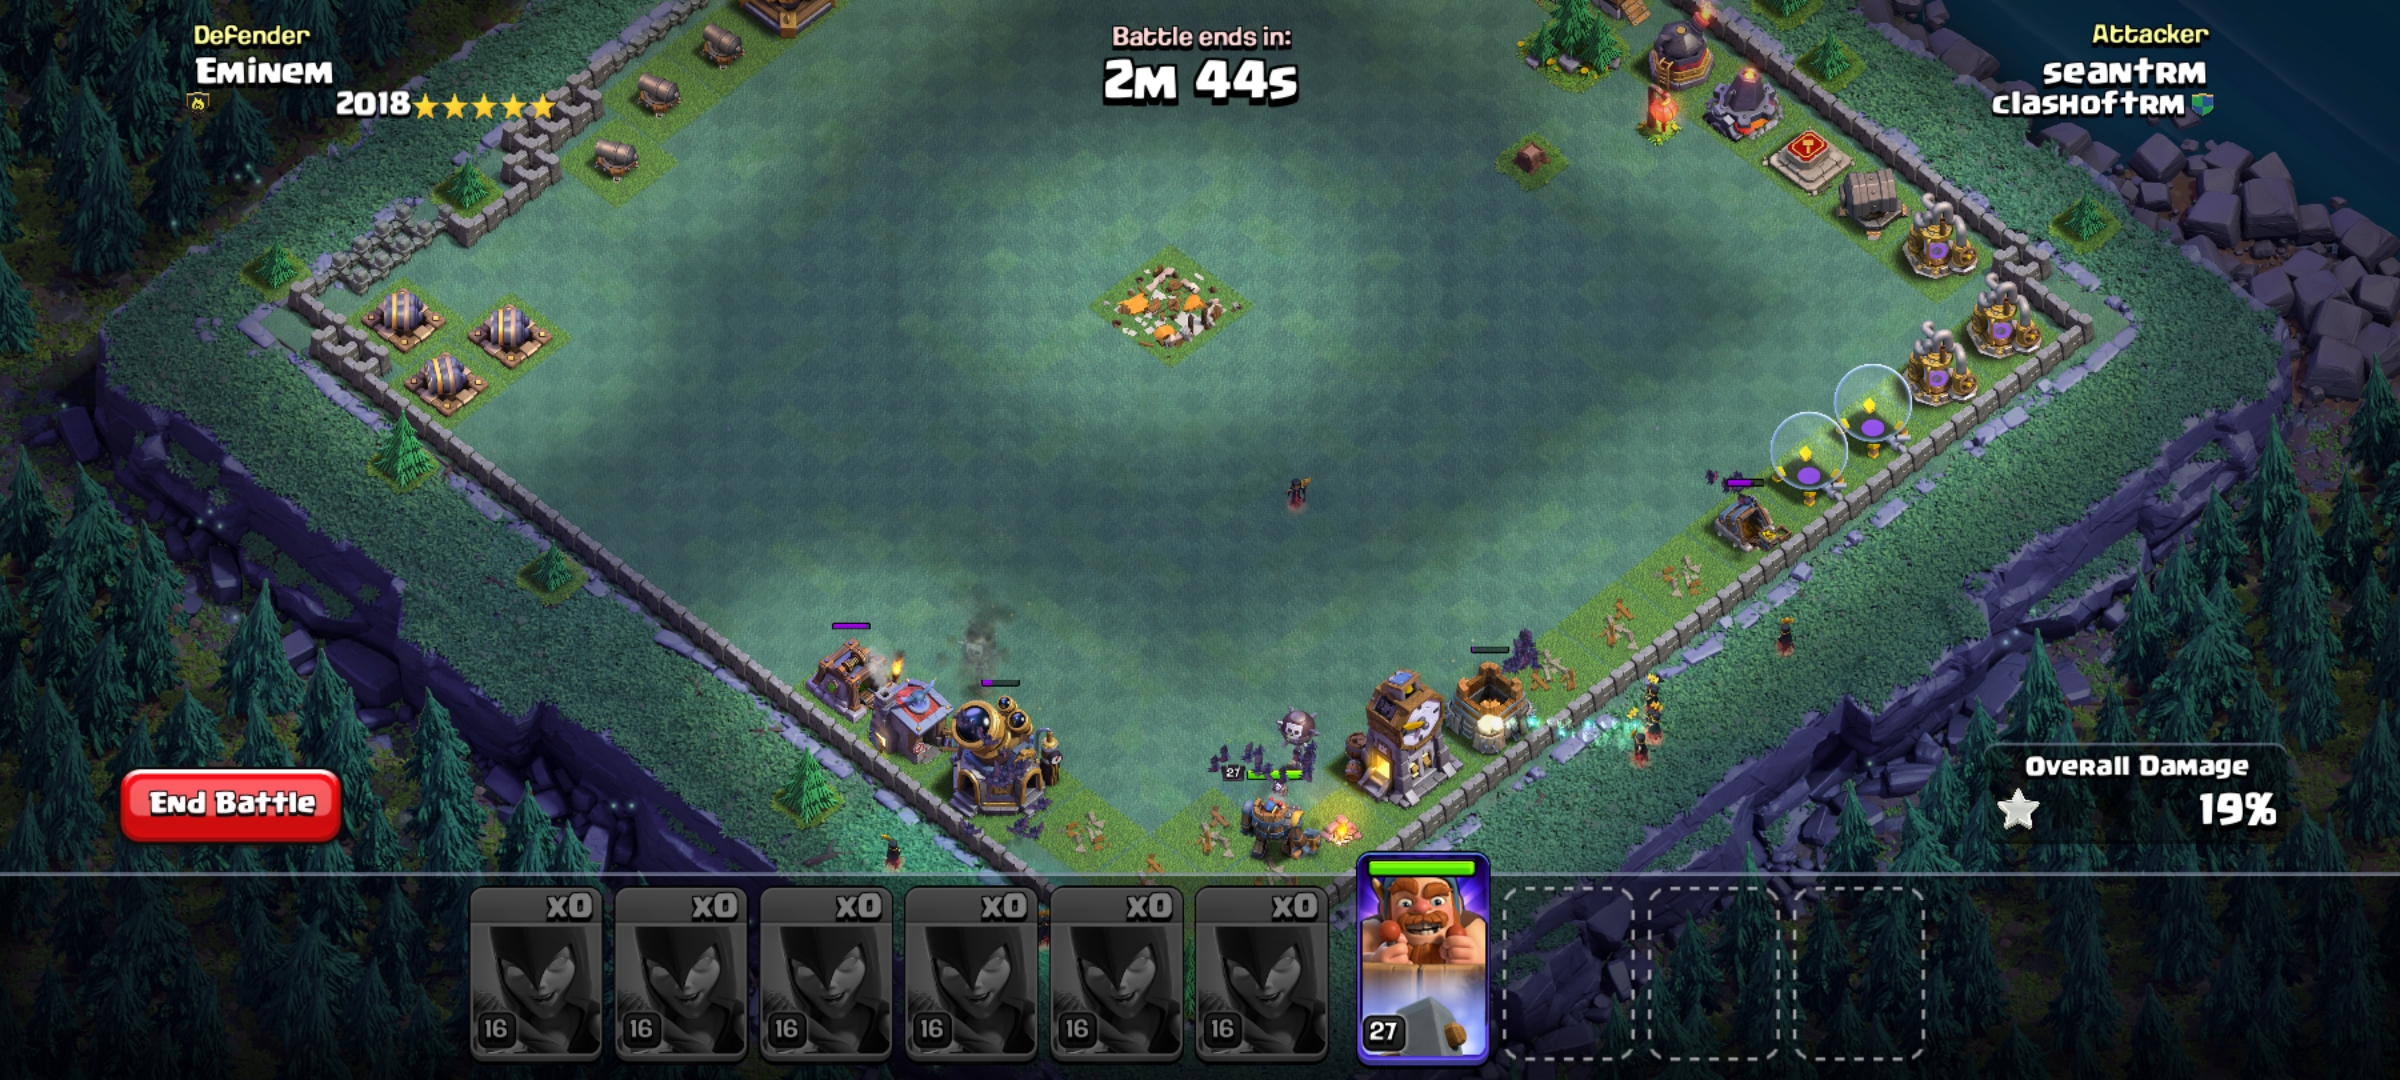 Defender
Eminem
2018
Battle ends in:
2M 44s
Attacker
seantrm
clashoftrm
27
End Battle
Overall Damage
19%
x0
x0
x0
x0
x0
x0
16
16
16
16
16
16
27